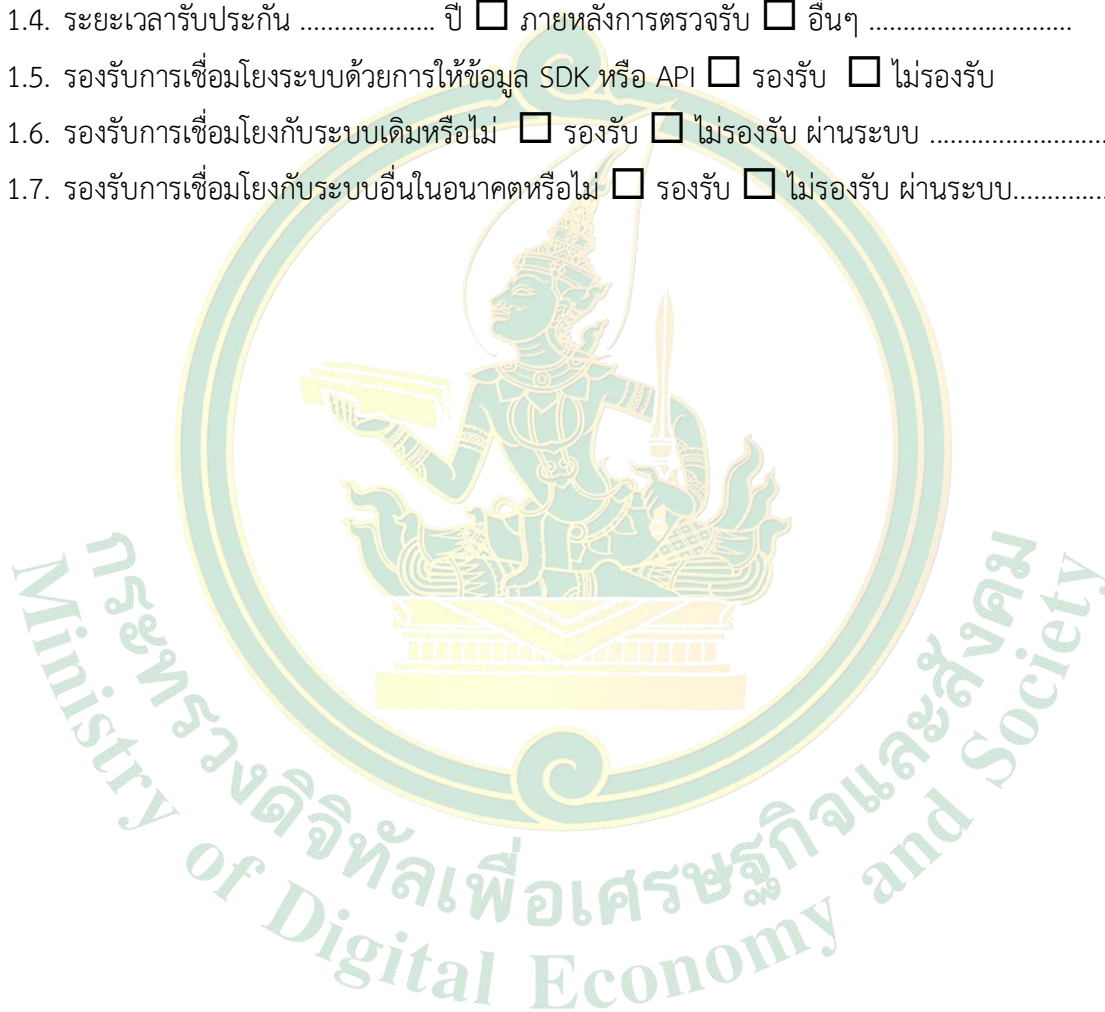 1.4. ระยะเวลารับประกัน ................... ปี ☐ ภายหลังการตรวจรับ ☐ อื่นๆ .............................
1.5. รองรับการเชื่อมโยงระบบด้วยการให้ข้อมูล SDK หรือ API ☐ รองรับ ☐ ไม่รองรับ
1.6. รองรับการเชื่อมโยงกับระบบเดิมหรือไม่ ☐ รองรับ ☐ ไม่รองรับ ผ่านระบบ .........................
1.7. รองรับการเชื่อมโยงกับระบบอื่นในอนาคตหรือไม่ ☐ รองรับ ☐ ไม่รองรับ ผ่านระบบ..............
กระทรวงดิจิทัลเพื่อเศรษฐกิจและสังคม
Ministry of Digital Economy and Society